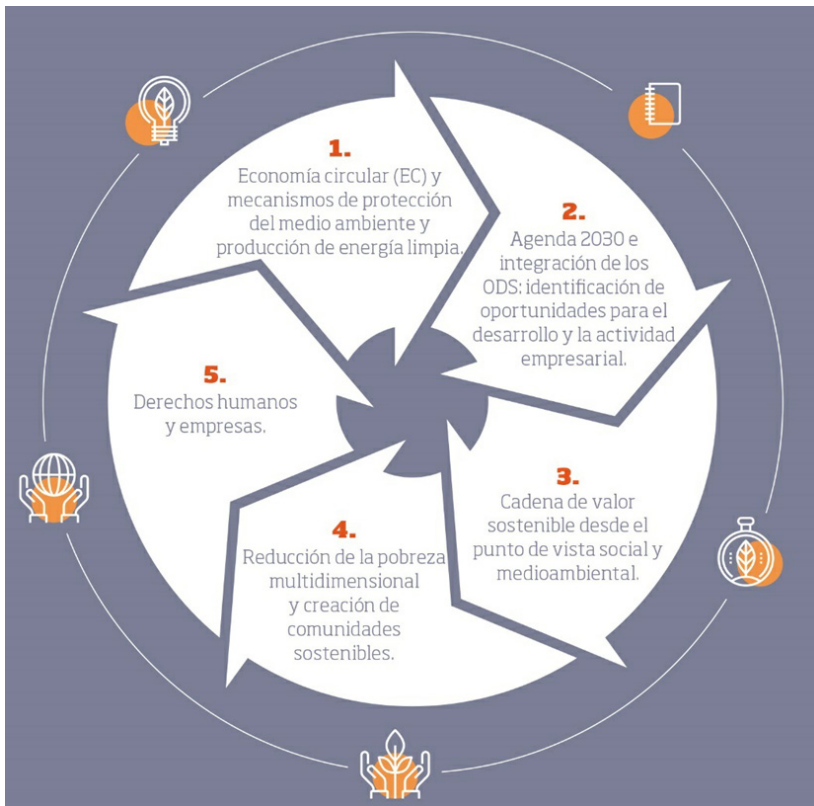 1.
Economía circular (EC) y
mecanismos de protección
del medio ambiente y
producción de energía limpia.
2.
Agenda 2030 e
integración de los
ODS: identificación de
oportunidades para el
desarrollo y la actividad
empresarial.
3.
Cadena de valor
sostenible desde el
punto de vista social y
medioambiental.
4.
Reducción de la pobreza
multidimensional
y creación de
comunidades
sostenibles.
5.
Derechos humanos
y empresas.